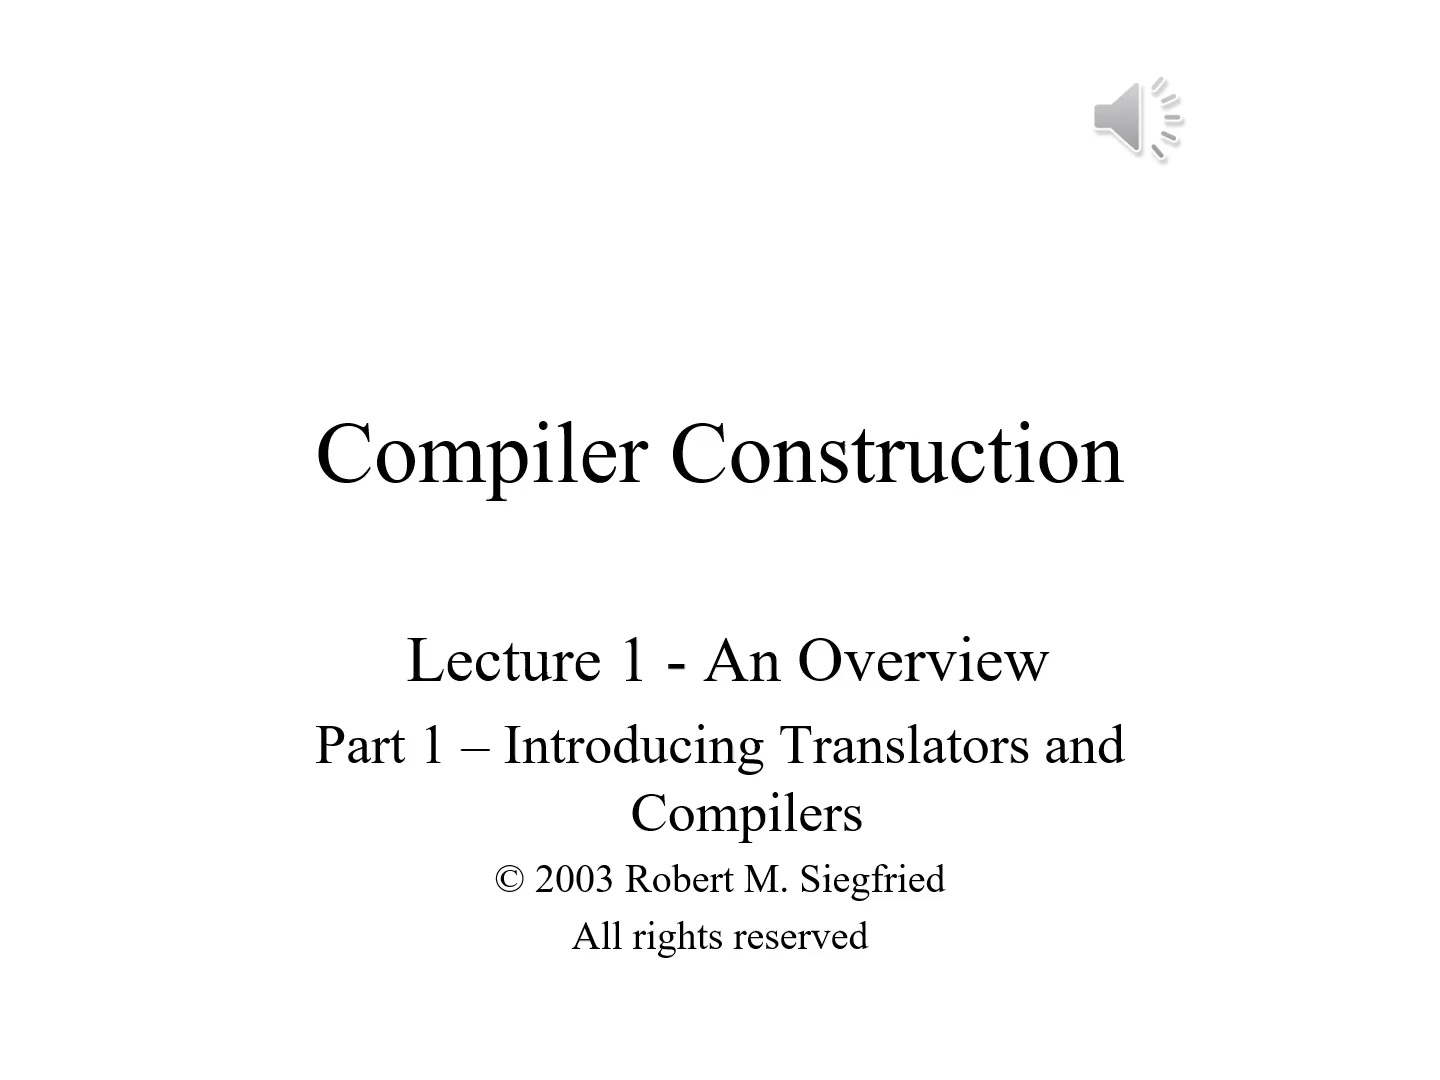 Compiler Construction
Lecture 1 - An Overview
Part 1 – Introducing Translators and
Compilers
© 2003 Robert M. Siegfried
All rights reserved